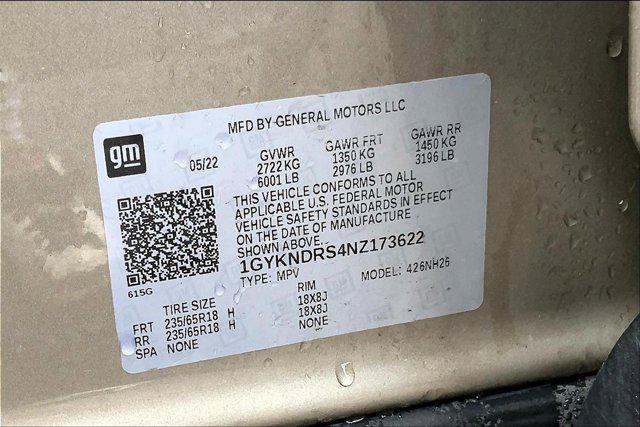 MFD BY GENERAL MOTORS LLC
gm
05/22
GVWR GAWR FRT GAWR RR
2722 KG 1350 KG 1450 KG
6001 LB 2976 LB 3196 LB
THIS VEHICLE CONFORMS TO ALL
APPLICABLE U.S. FEDERAL MOTOR
VEHICLE SAFETY STANDARDS IN EFFECT
ON THE DATE OF MANUFACTURE
SHOWN ABOVE.
1GYKNDRS4NZ173622
TYPE: MPV MODEL: 426NH26
615G
TIRE SIZE RIM
FRT 235/65R18 H 18X8J
RR 235/65R18 H 18X8J
SPA NONE NONE